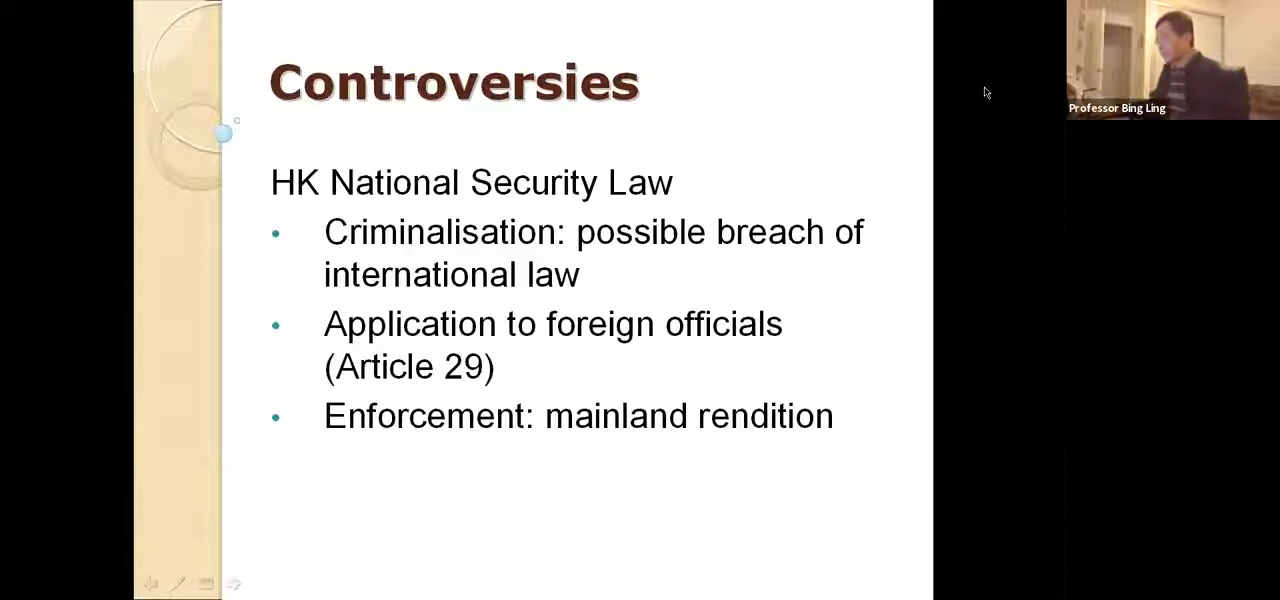 Controversies
Professor Bing Ling
HK National Security Law
• Criminalisation: possible breach of
international law
• Application to foreign officials
(Article 29)
• Enforcement: mainland rendition